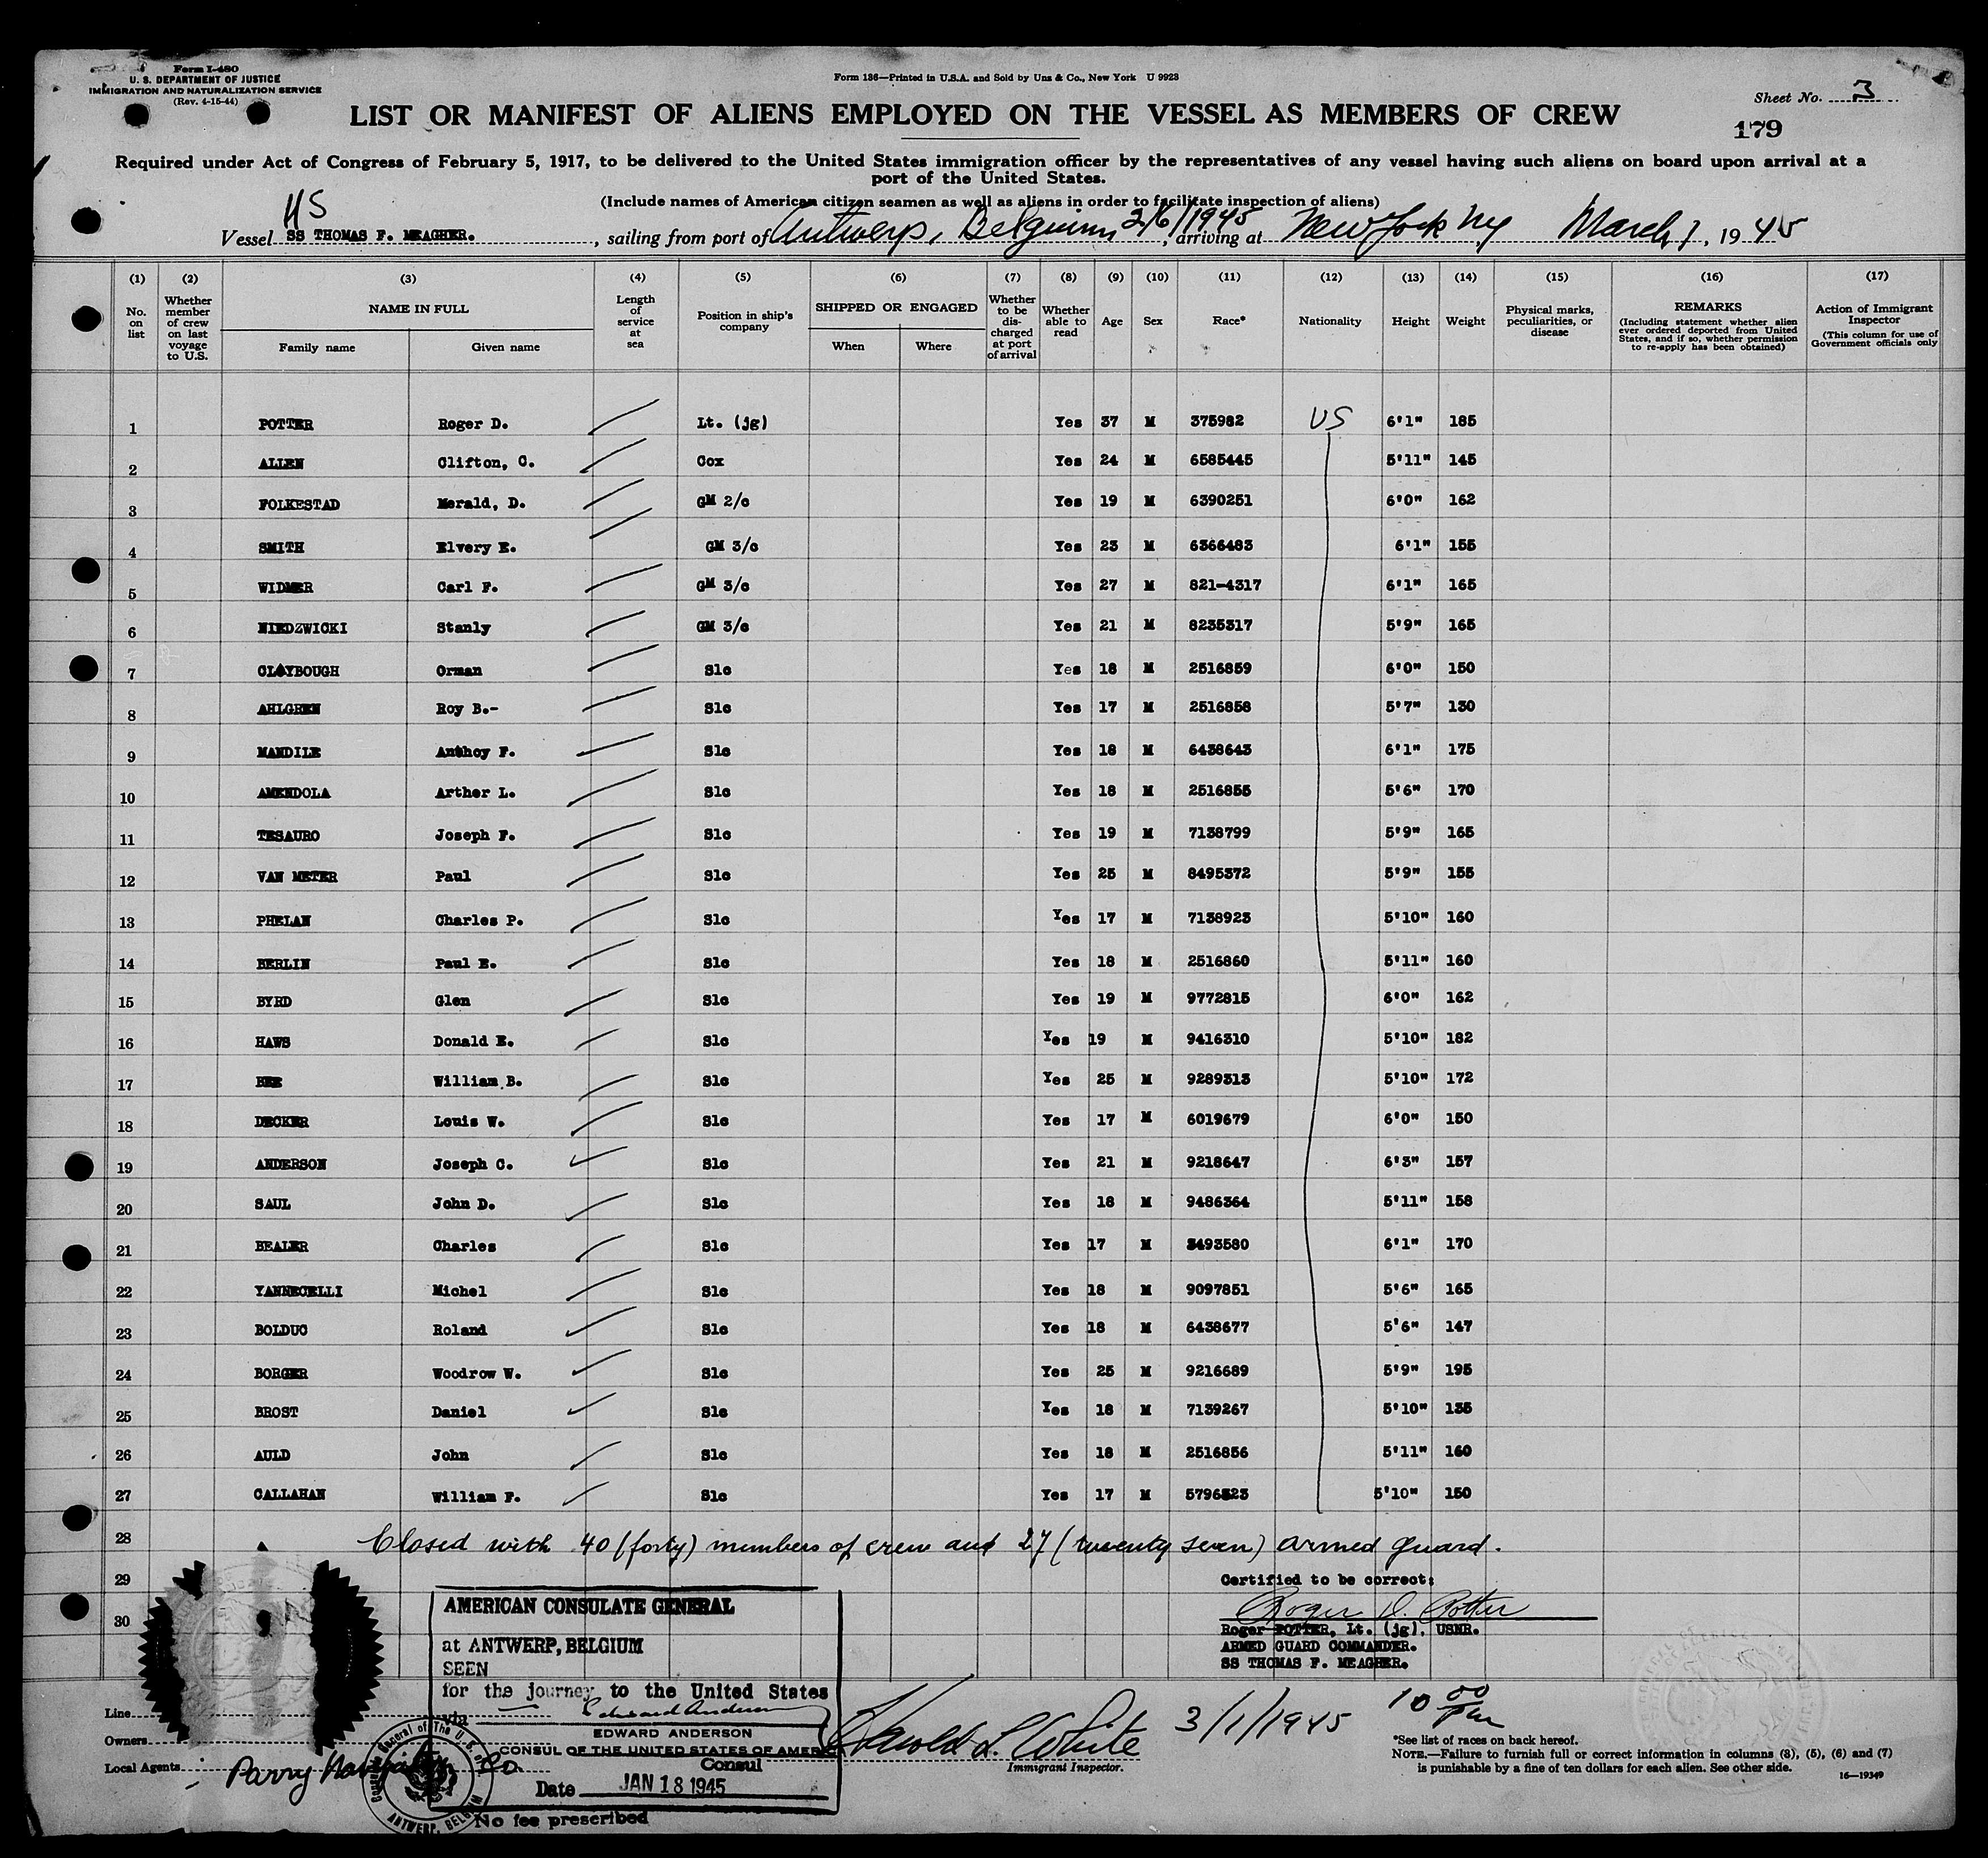 Form I-480
U. S. DEPARTMENT OF JUSTICE
IMMIGRATION AND NATURALIZATION SERVICE
(Rev. 4-15-44)
Form 136—Printed in U.S.A. and Sold by Unz & Co., New York U 9923
Sheet No. 3
LIST OR MANIFEST OF ALIENS EMPLOYED ON THE VESSEL AS MEMBERS OF CREW
179
Required under Act of Congress of February 5, 1917, to be delivered to the United States immigration officer by the representatives of any vessel having such aliens on board upon arrival at a
port of the United States.
(Include names of American citizen seamen as well as aliens in order to facilitate inspection of aliens)
Vessel SS THOMAS F. MEAGHER. , sailing from port of Antwerp, Belguim 2/6/1945, arriving at New York Ny March 1, 1945
(1) (2) (3) (4) (5) (6) (7) (8) (9) (10) (11) (12) (13) (14) (15) (16) (17)
No. on list
Whether member of crew on last voyage to U.S.
NAME IN FULL
Family name Given name
Length of service at sea
Position in ship's company
SHIPPED OR ENGAGED
When Where
Whether to be discharged at port of arrival
Whether able to read
Age Sex Race* Nationality Height Weight
Physical marks, peculiarities, or disease
REMARKS
(Including statement whether alien ever ordered deported from United States, and if so, whether permission to re-apply has been obtained)
Action of Immigrant Inspector
(This column for use of Government officials only
1 POTTER Roger D. Lt. (jg) Yes 37 M 375982 US 6'1" 185
2 ALLEN Clifton, C. Cox Yes 24 M 6585445 5'11" 145
3 FOLKESTAD Merald, D. GM 2/c Yes 19 M 6390251 6'0" 162
4 SMITH Elvery E. GM 3/c Yes 23 M 6366483 6'1" 155
5 WIDMER Carl F. GM 3/c Yes 27 M 821-4317 6'1" 165
6 NIEDZWICKI Stanly GM 3/c Yes 21 M 8235317 5'9" 165
7 CLAYBOUGH Orman S1c Yes 18 M 2516859 6'0" 150
8 AHLGREN Roy B.- S1c Yes 17 M 2516858 5'7" 130
9 MANDILE Anthoy F. S1c Yes 18 M 6438643 6'1" 175
10 AMENDOLA Arther L. S1c Yes 18 M 2516855 5'6" 170
11 TESAURO Joseph F. S1c Yes 19 M 7138799 5'9" 165
12 VAN METER Paul S1c Yes 25 M 8495372 5'9" 155
13 PHELAN Charles P. S1c Yes 17 M 7138923 5'10" 160
14 BERLIN Paul E. S1c Yes 18 M 2516860 5'11" 160
15 BYRD Glen S1c Yes 19 M 9772815 6'0" 162
16 HAWS Donald E. S1c Yes 19 M 9416310 5'10" 182
17 BEE William B. S1c Yes 25 M 9289313 5'10" 172
18 DECKER Louis W. S1c Yes 17 M 6019679 6'0" 150
19 ANDERSON Joseph C. S1c Yes 21 M 9218647 6'3" 157
20 SAUL John D. S1c Yes 18 M 9486364 5'11" 158
21 BEALER Charles S1c Yes 17 M 3493580 6'1" 170
22 YANNECELLI Michel S1c Yes 18 M 9097851 5'6" 165
23 BOLDUC Roland S1c Yes 18 M 6438677 5'6" 147
24 BORGER Woodrow W. S1c Yes 25 M 9216689 5'9" 195
25 BROST Daniel S1c Yes 18 M 7139267 5'10" 135
26 AULD John S1c Yes 18 M 2516856 5'11" 160
27 CALLAHAN William F. S1c Yes 17 M 5'10" 150
28 Closed with 40 (forty) members of crew and 27 (twenty seven) armed guard.
29
30
Certified to be correct:
Roger D. Potter
Roger POTTER, Lt. (jg), USNR.
ARMED GUARD COMMANDER.
SS THOMAS F. MEAGHER.
AMERICAN CONSULATE GENERAL
at ANTWERP, BELGIUM
SEEN
for the journey to the United States
via
Edward Anderson
EDWARD ANDERSON
CONSUL OF THE UNITED STATES OF AMERICA
Consul
Date JAN 18 1945
No fee prescribed
Line
Owners
Local Agents Parry Co
Harold L. White 3/1/1945 10 00
Immigrant Inspector.
*See list of races on back hereof.
NOTE.—Failure to furnish full or correct information in columns (3), (5), (6) and (7)
is punishable by a fine of ten dollars for each alien. See other side.
16—19349